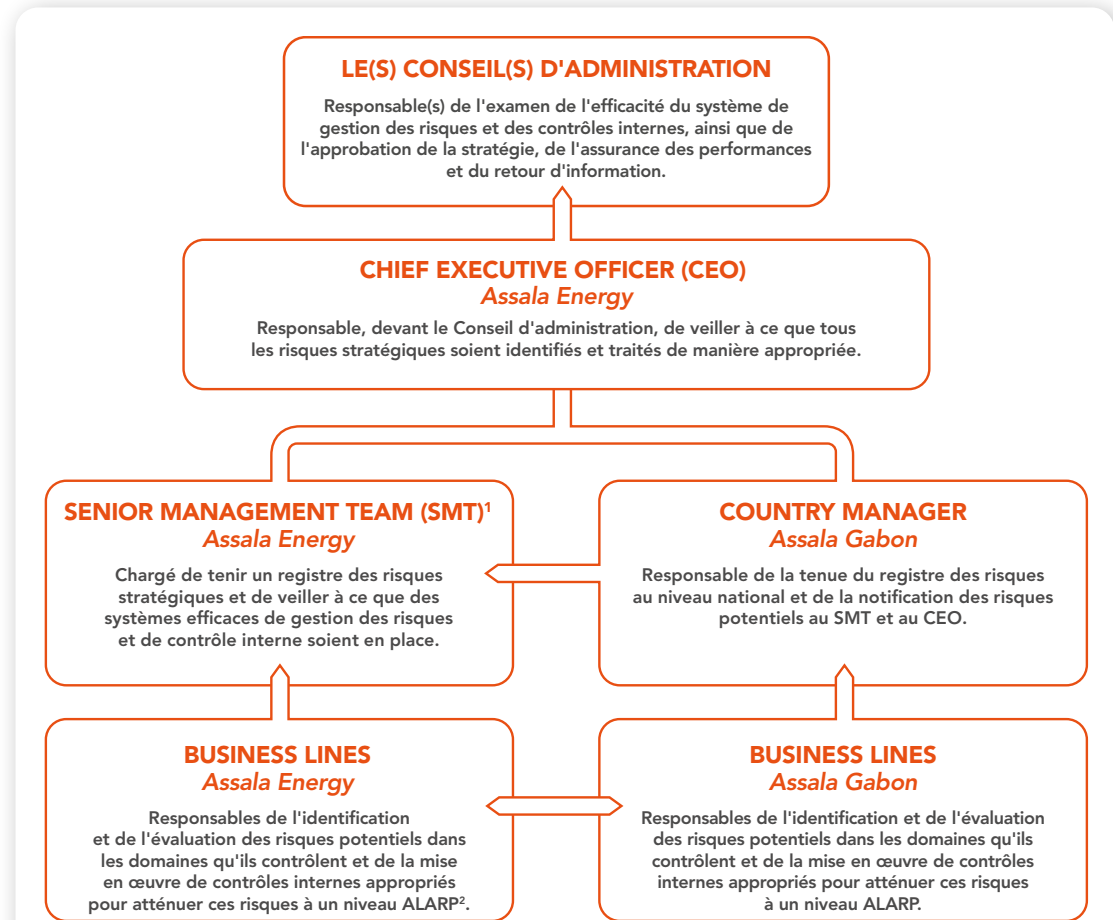 LE(S) CONSEIL(S) D'ADMINISTRATION
Responsable(s) de l'examen de l'efficacité du système de
gestion des risques et des contrôles internes, ainsi que de
l'approbation de la stratégie, de l'assurance des performances
et du retour d'information.
CHIEF EXECUTIVE OFFICER (CEO)
Assala Energy
Responsable, devant le Conseil d'administration, de veiller à ce que tous
les risques stratégiques soient identifiés et traités de manière appropriée.
SENIOR MANAGEMENT TEAM (SMT)¹
Assala Energy
Chargé de tenir un registre des risques
stratégiques et de veiller à ce que des
systèmes efficaces de gestion des risques
et de contrôle interne soient en place.
COUNTRY MANAGER
Assala Gabon
Responsable de la tenue du registre des risques
au niveau national et de la notification des risques
potentiels au SMT et au CEO.
BUSINESS LINES
Assala Energy
Responsables de l'identification
et de l'évaluation des risques potentiels dans
les domaines qu'ils contrôlent et de la mise
en œuvre de contrôles internes appropriés
pour atténuer ces risques à un niveau ALARP².
BUSINESS LINES
Assala Gabon
Responsables de l'identification et de l'évaluation
des risques potentiels dans les domaines qu'ils
contrôlent et de la mise en œuvre de contrôles
internes appropriés pour atténuer ces risques
à un niveau ALARP.